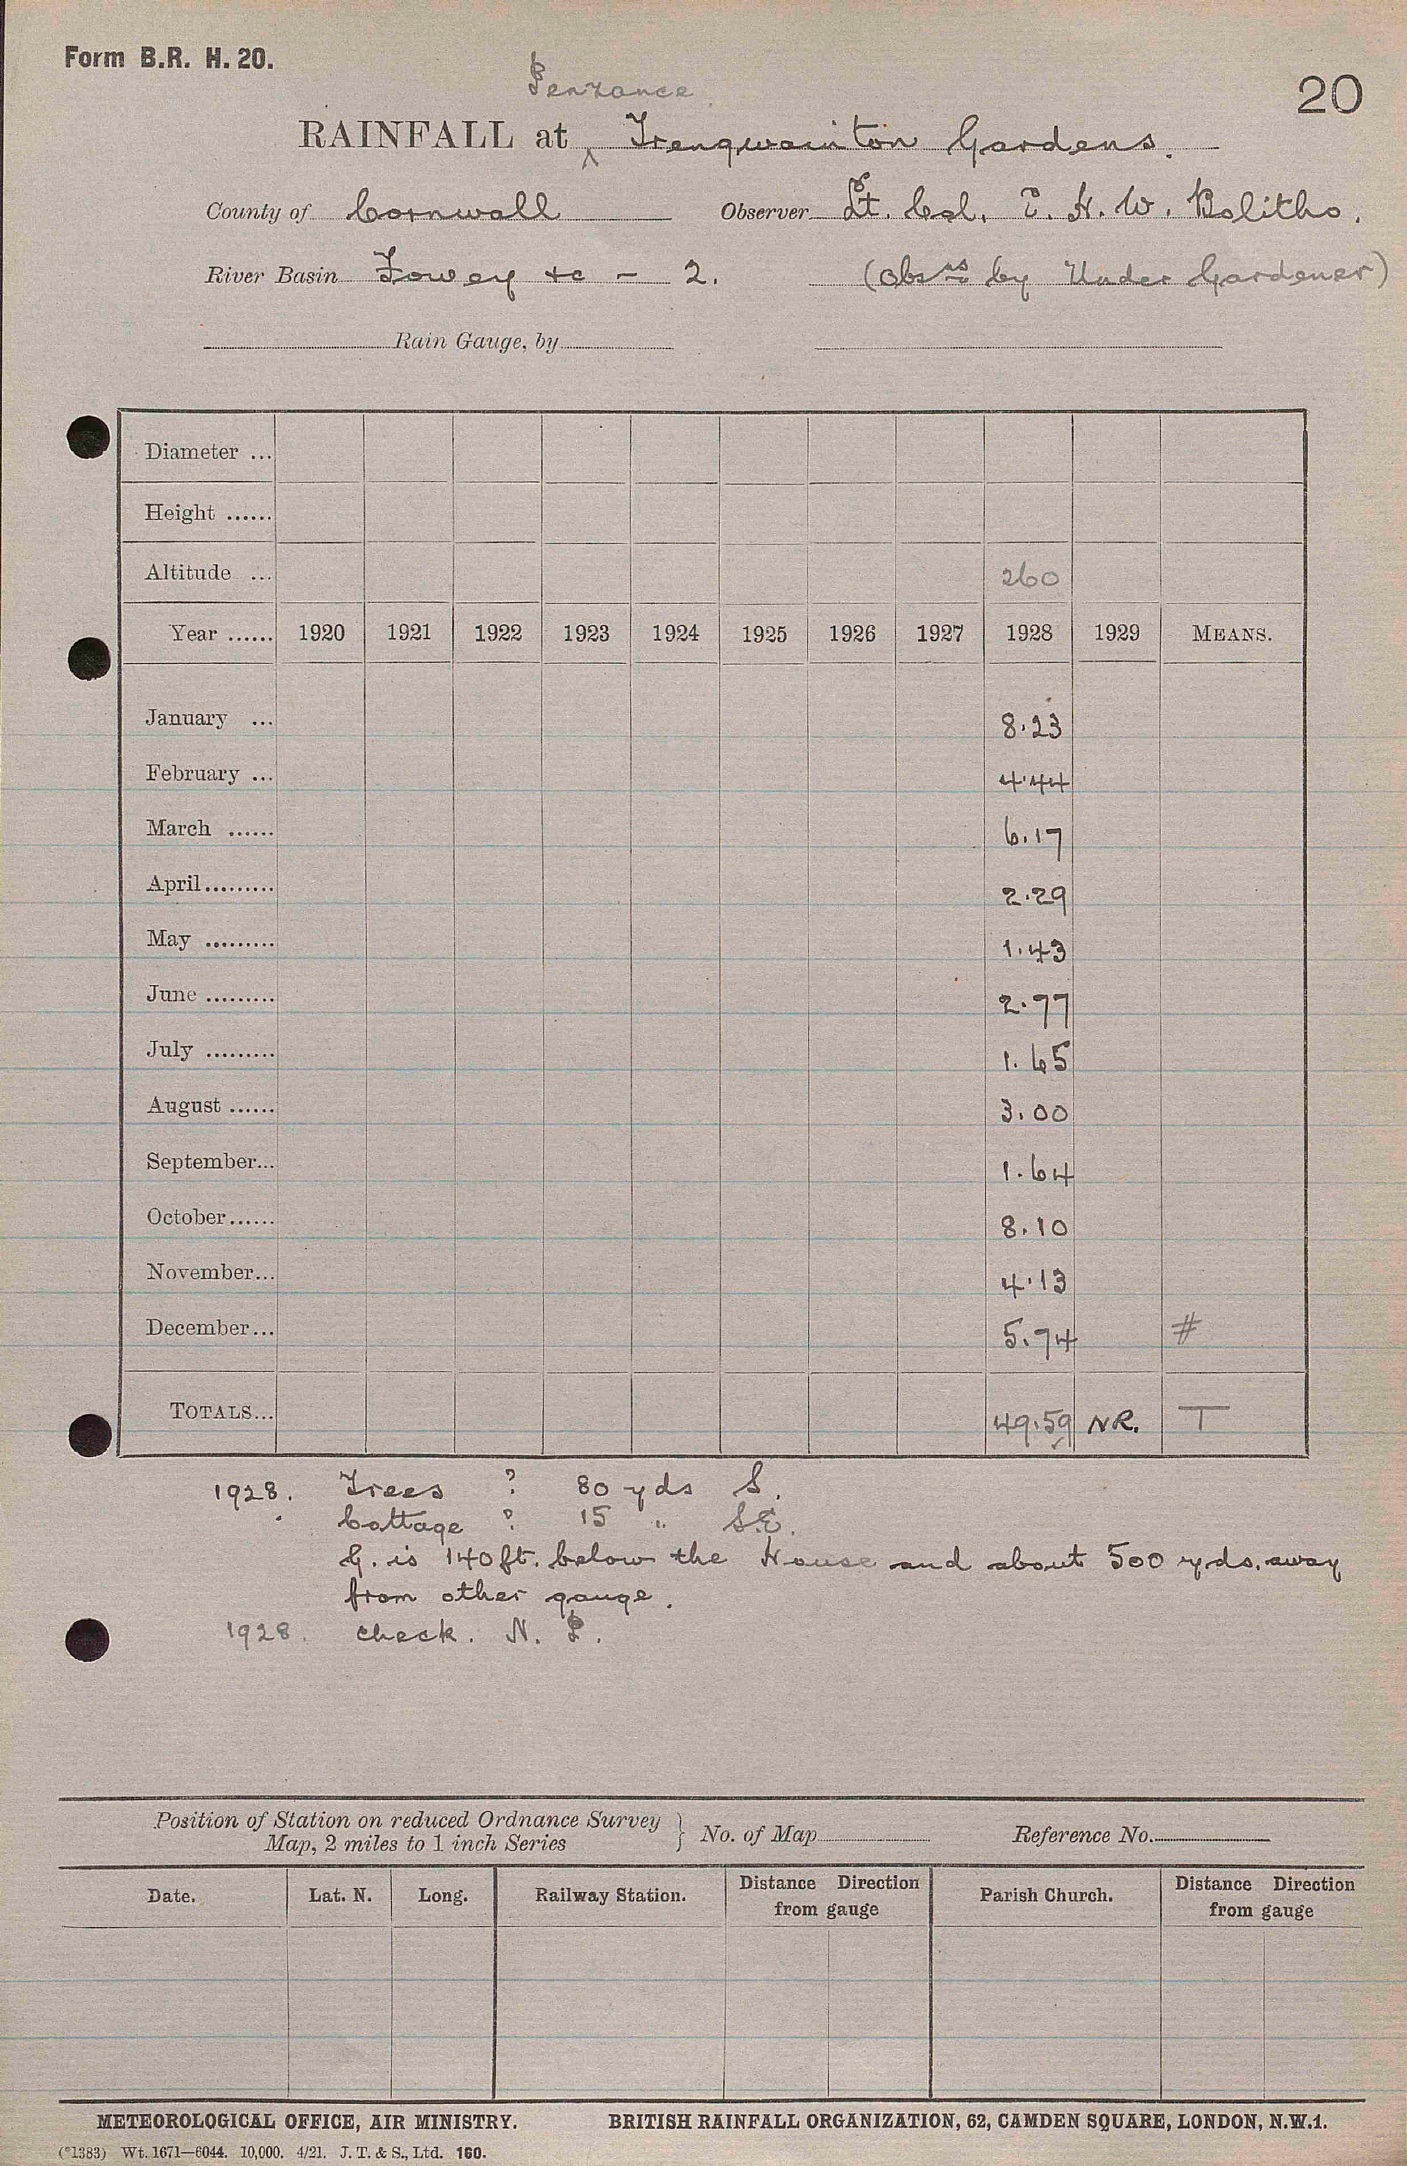 Form B.R. H. 20.
20
Penzance
RAINFALL at ^ Trengwainton Gardens.
County of Cornwall Observer Lt. Col. E. H. W. Bolitho.
River Basin Fowey &c - 2. (Obsns by Under Gardener)
Rain Gauge, by
Diameter ...
Height ......
Altitude ... 260
Year ...... 1920 1921 1922 1923 1924 1925 1926 1927 1928 1929 MEANS.
January ... 8.23
February ... 4.44
March ...... 6.17
April......... 2.29
May ......... 1.43
June ......... 2.77
July ......... 1.65
August ...... 3.00
September... 1.64
October...... 8.10
November... 4.13
December... 5.74 #
TOTALS... 49.59 NR. T
1928. Trees ? 80 yds S.
Cottage ? 15 " S.E.
G. is 140 ft. below the House and about 500 yds. away
from other gauge.
1928. check. N. P.
Position of Station on reduced Ordnance Survey
Map, 2 miles to 1 inch Series } No. of Map Reference No.
Date. Lat. N. Long. Railway Station. Distance Direction from gauge Parish Church. Distance Direction from gauge
METEOROLOGICAL OFFICE, AIR MINISTRY. BRITISH RAINFALL ORGANIZATION, 62, CAMDEN SQUARE, LONDON, N.W.1.
(*1383) Wt. 1671—6044. 10,000. 4/21. J. T. & S., Ltd. 160.